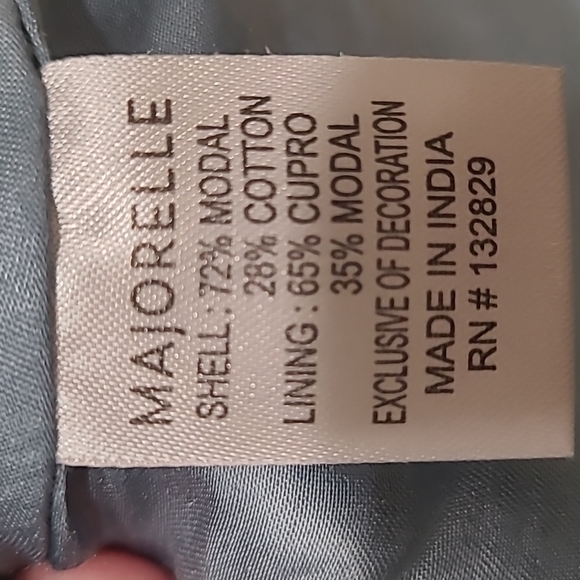 MAJORELLE
SHELL: 72% MODAL
28% COTTON
LINING: 65% CUPRO
35% MODAL
EXCLUSIVE OF DECORATION
MADE IN INDIA
RN # 132829